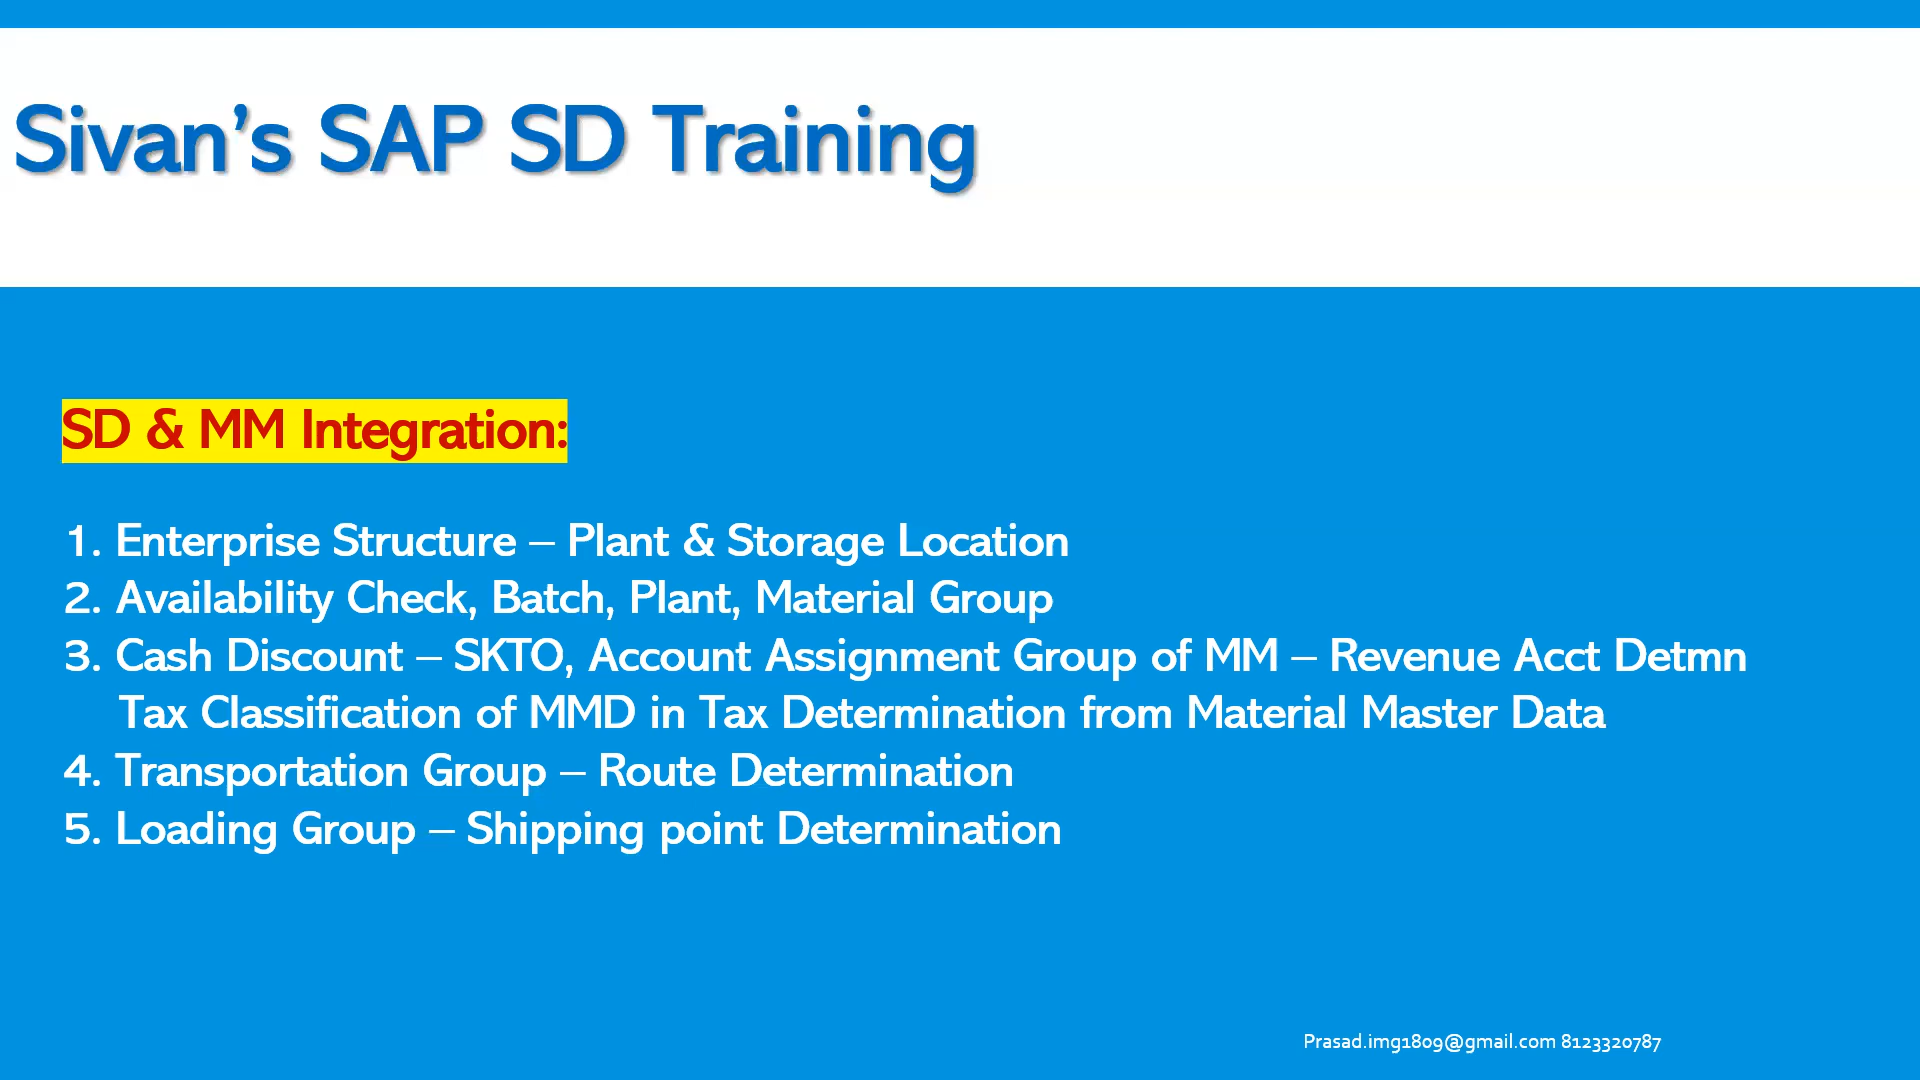 Sivan’s SAP SD Training
SD & MM Integration:
1. Enterprise Structure – Plant & Storage Location
2. Availability Check, Batch, Plant, Material Group
3. Cash Discount – SKTO, Account Assignment Group of MM – Revenue Acct Detmn
Tax Classification of MMD in Tax Determination from Material Master Data
4. Transportation Group – Route Determination
5. Loading Group – Shipping point Determination
Prasad.img1809@gmail.com 8123320787